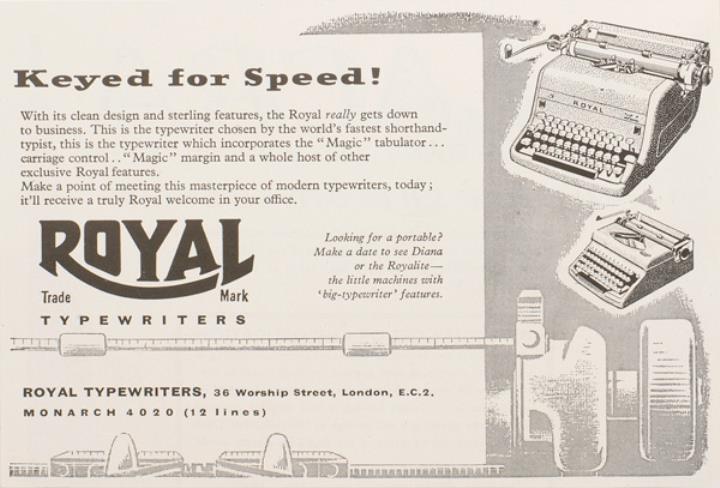 Keyed for Speed!
With its clean design and sterling features, the Royal really gets down
to business. This is the typewriter chosen by the world's fastest shorthand-
typist, this is the typewriter which incorporates the "Magic" tabulator ...
carriage control .. "Magic" margin and a whole host of other
exclusive Royal features.
Make a point of meeting this masterpiece of modern typewriters, today;
it'll receive a truly Royal welcome in your office.
ROYAL
Trade Mark
TYPEWRITERS
Looking for a portable?
Make a date to see Diana
or the Royalite—
the little machines with
'big-typewriter' features.
ROYAL TYPEWRITERS, 36 Worship Street, London, E.C.2.
MONARCH 4020 (12 lines)
ROYAL